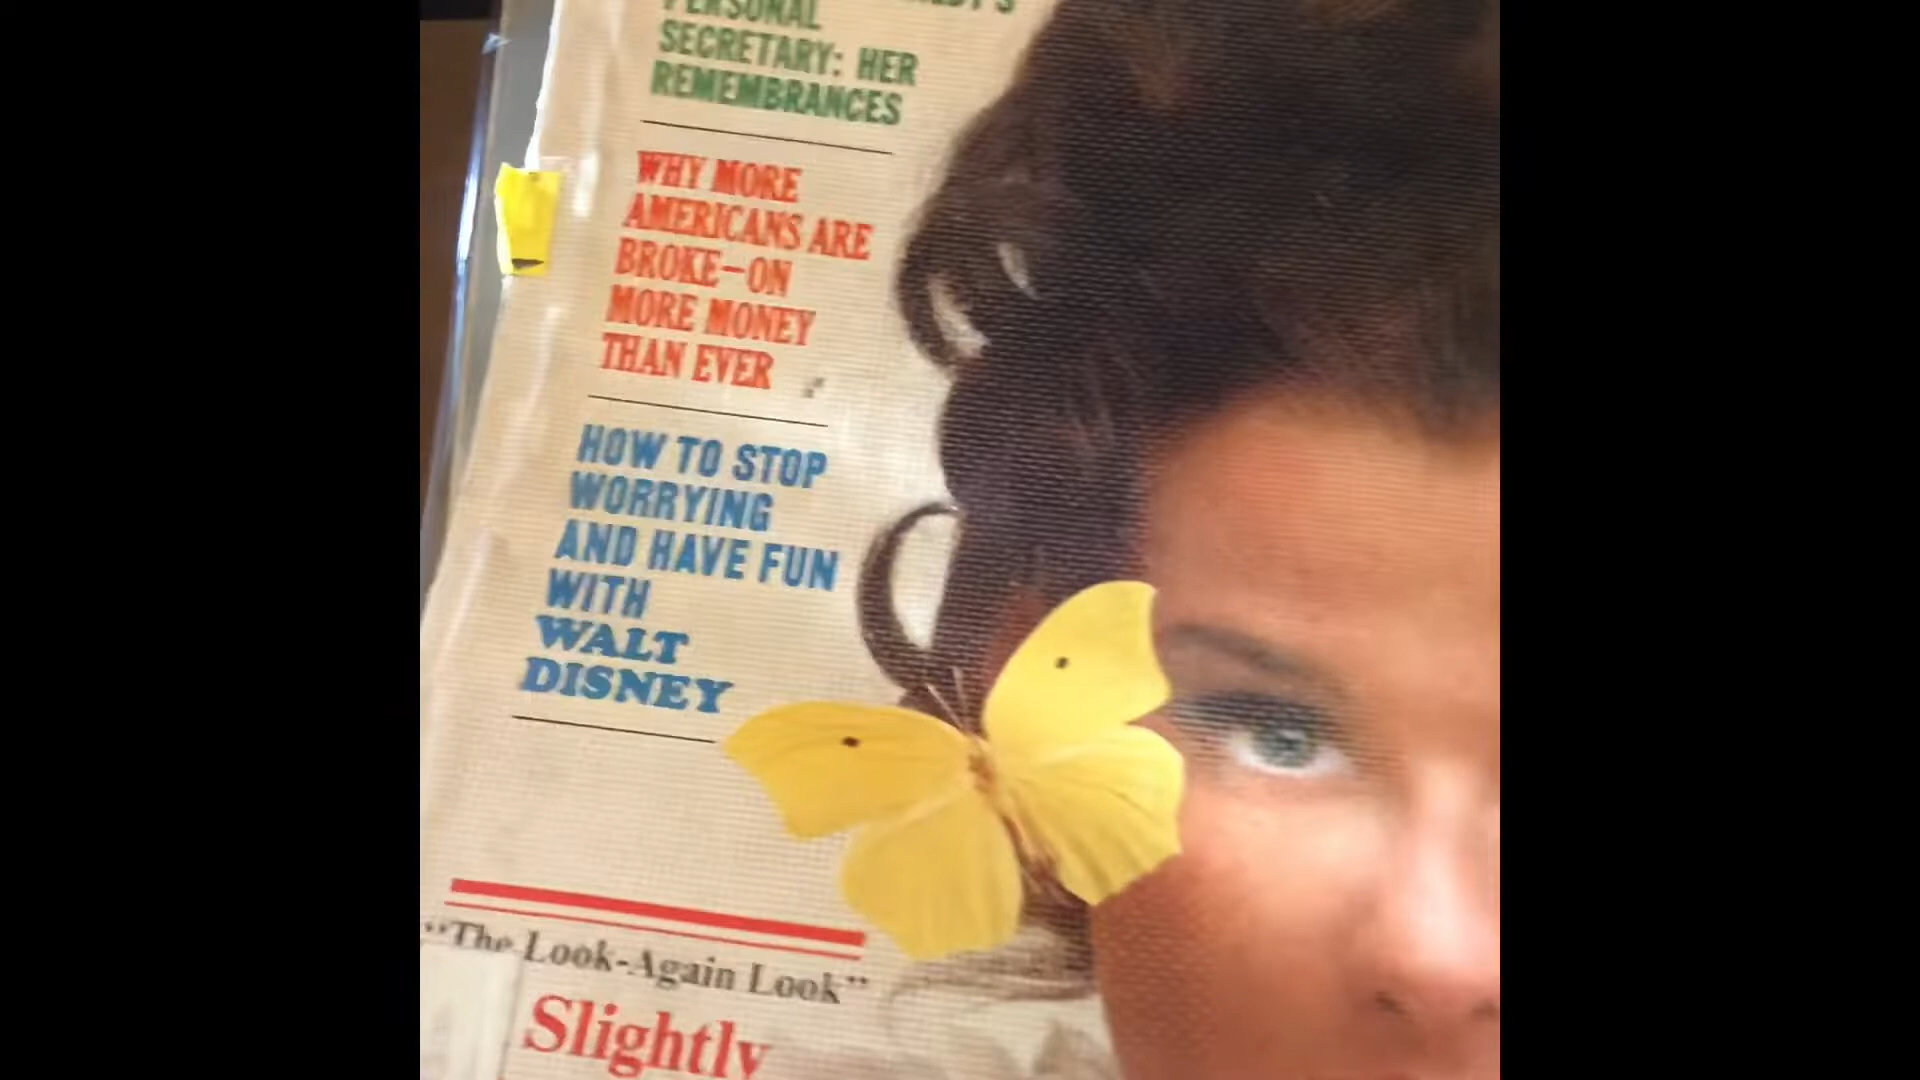 PERSONAL
SECRETARY: HER
REMEMBRANCES
WHY MORE
AMERICANS ARE
BROKE—ON
MORE MONEY
THAN EVER
HOW TO STOP
WORRYING
AND HAVE FUN
WITH
WALT
DISNEY
“The Look-Again Look”
Slightly